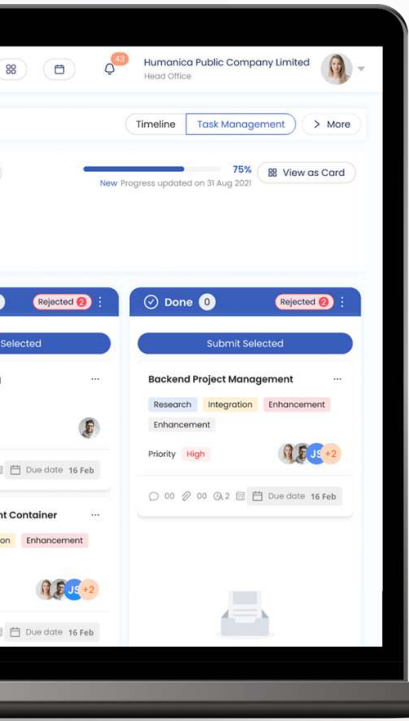 43
Humanica Public Company Limited
Head Office
Timeline Task Management > More
75%
View as Card
New Progress updated on 31 Aug 2021
Rejected 2
Done 0 Rejected 2
Selected
Submit Selected
Backend Project Management
Research Integration Enhancement
Enhancement
Priority High
JS +2
00 00 2 Due date 16 Feb
Due date 16 Feb
Container
Enhancement
JS +2
Due date 16 Feb